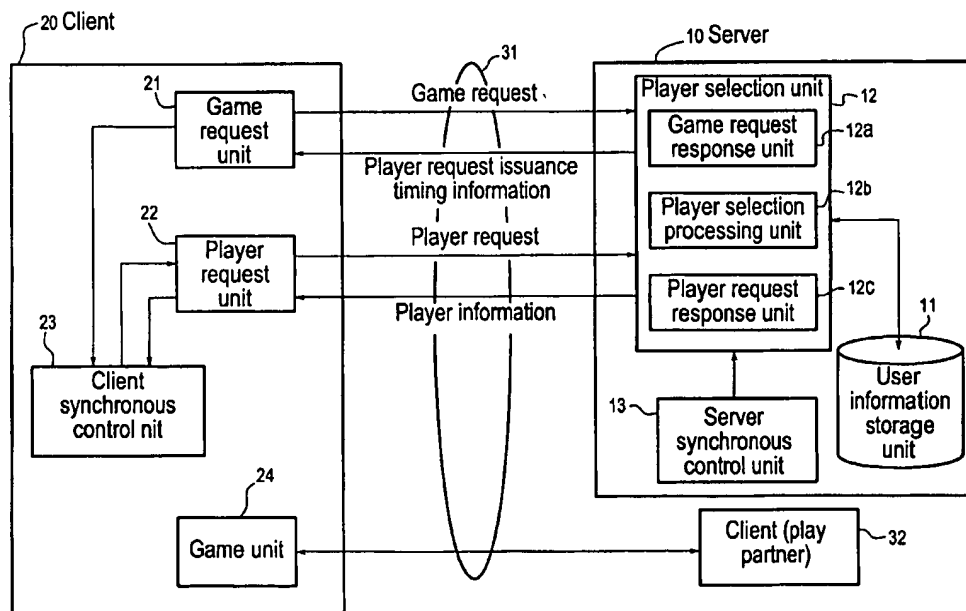 20 Client
21
Game
request
unit
22
Player
request
unit
23
Client
synchronous
control nit
24
Game unit
31
Game request
Player request issuance
timing information
Player request
Player information
10 Server
Player selection unit
12
Game request
response unit
12a
Player selection
processing unit
12b
Player request
response unit
12c
11
User
information
storage
unit
13
Server
synchronous
control unit
Client (play
partner)
32